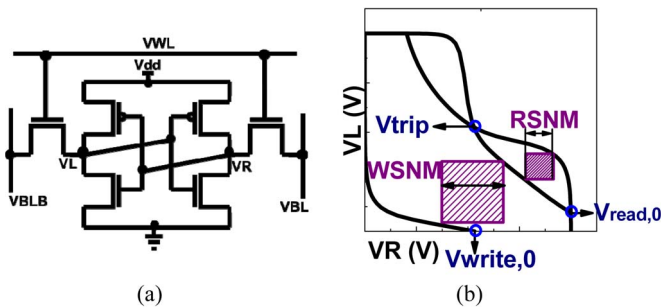 VWL
Vdd
VL
VR
VBLB
VBL
(a)
VL (V)
Vtrip
RSNM
WSNM
Vread,0
VR (V)
Vwrite,0
(b)